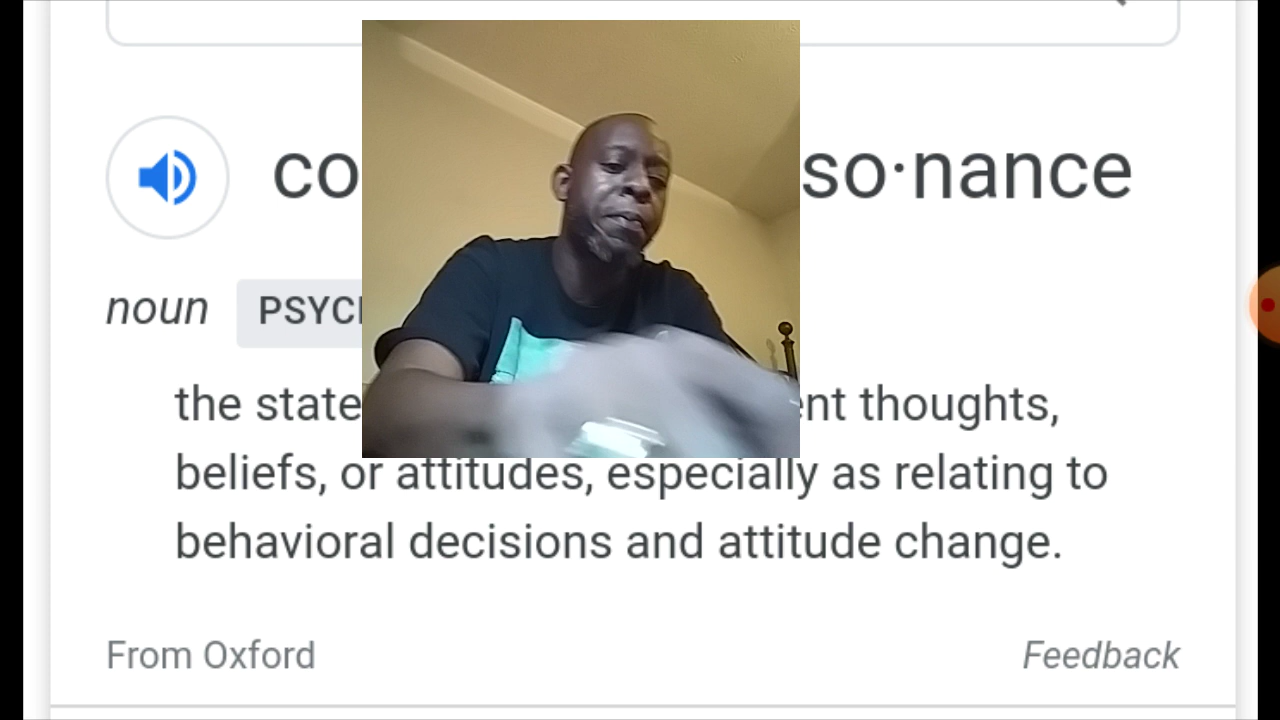 co so·nance
noun PSYC
the state ent thoughts,
beliefs, or attitudes, especially as relating to
behavioral decisions and attitude change.
From Oxford Feedback